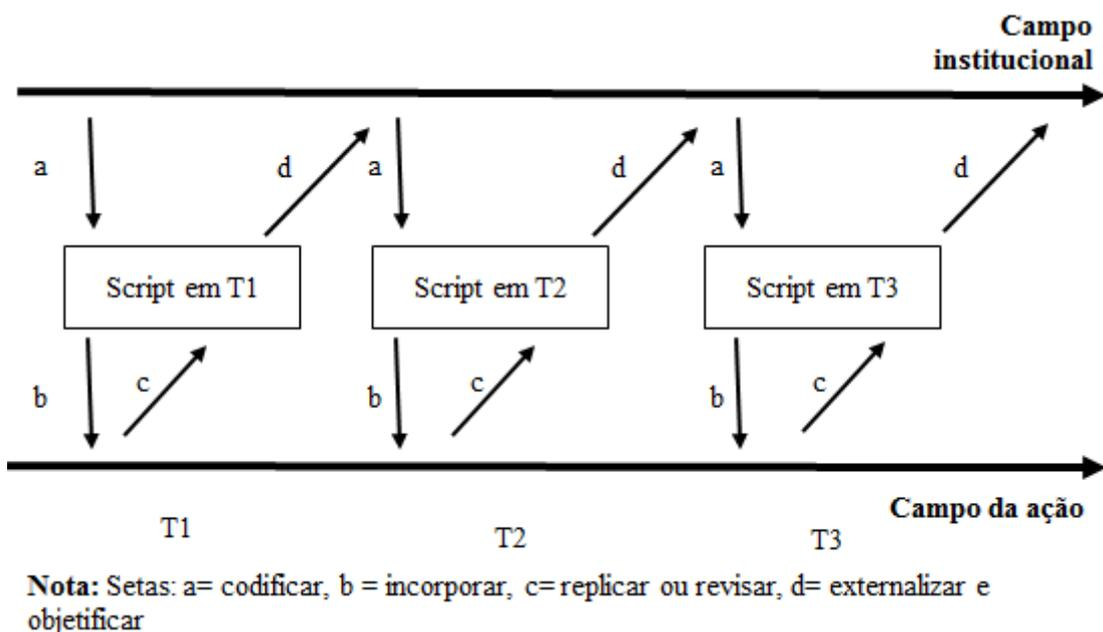 Campo
institucional
a
d
a
d
a
d
Script em T1
Script em T2
Script em T3
b
c
b
c
b
c
Campo da ação
T1
T2
T3
Nota: Setas: a= codificar, b = incorporar, c= replicar ou revisar, d= externalizar e
objetificar